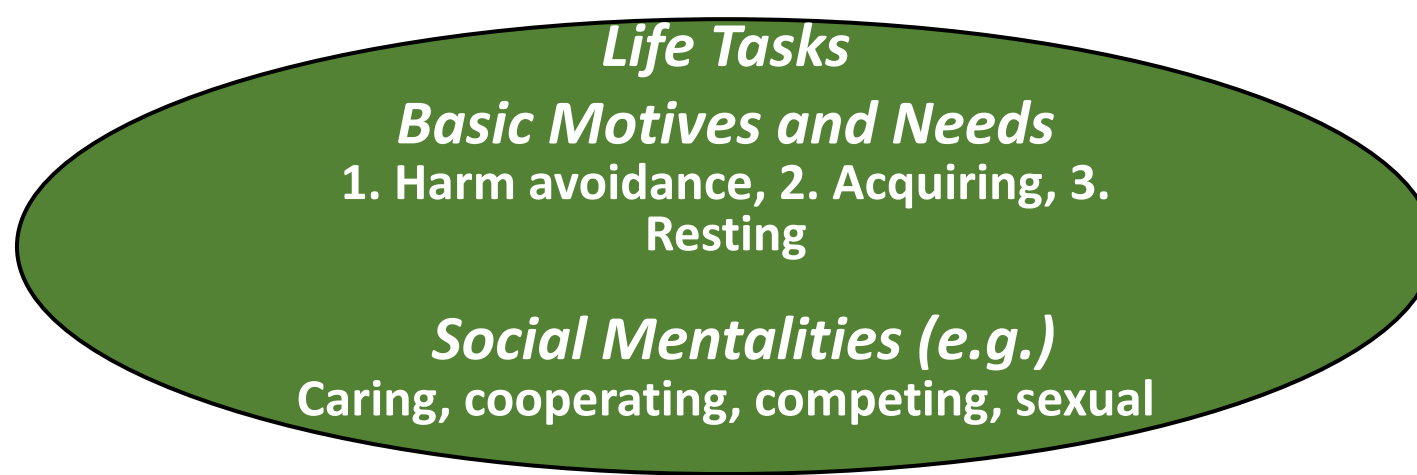 Life Tasks
Basic Motives and Needs
1. Harm avoidance, 2. Acquiring, 3.
Resting
Social Mentalities (e.g.)
Caring, cooperating, competing, sexual